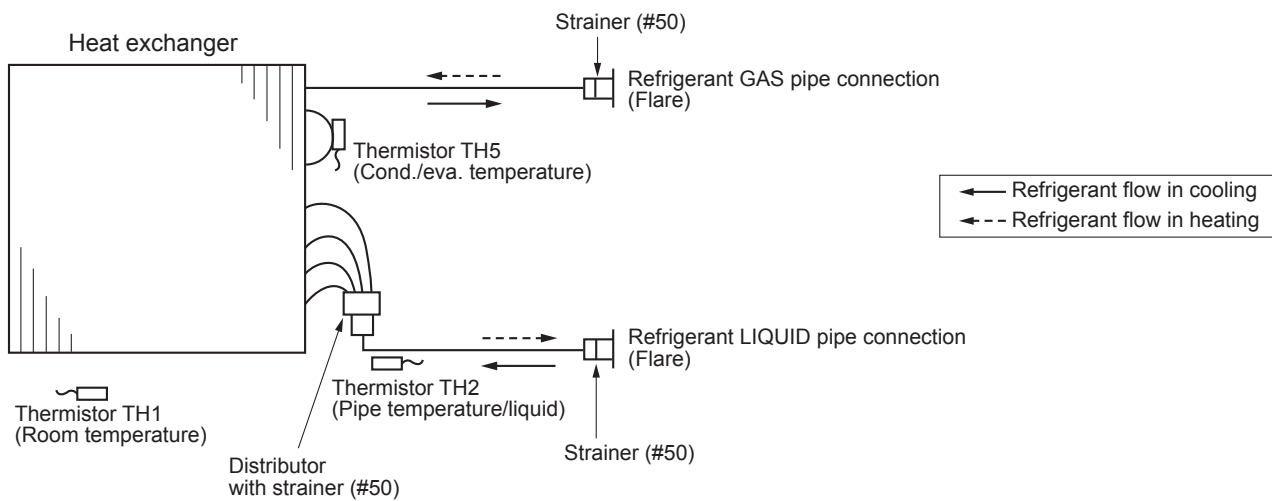 Strainer (#50)
Heat exchanger
Refrigerant GAS pipe connection
(Flare)
Thermistor TH5
(Cond./eva. temperature)
Refrigerant flow in cooling
Refrigerant flow in heating
Refrigerant LIQUID pipe connection
(Flare)
Thermistor TH2
(Pipe temperature/liquid)
Thermistor TH1
(Room temperature)
Strainer (#50)
Distributor
with strainer (#50)